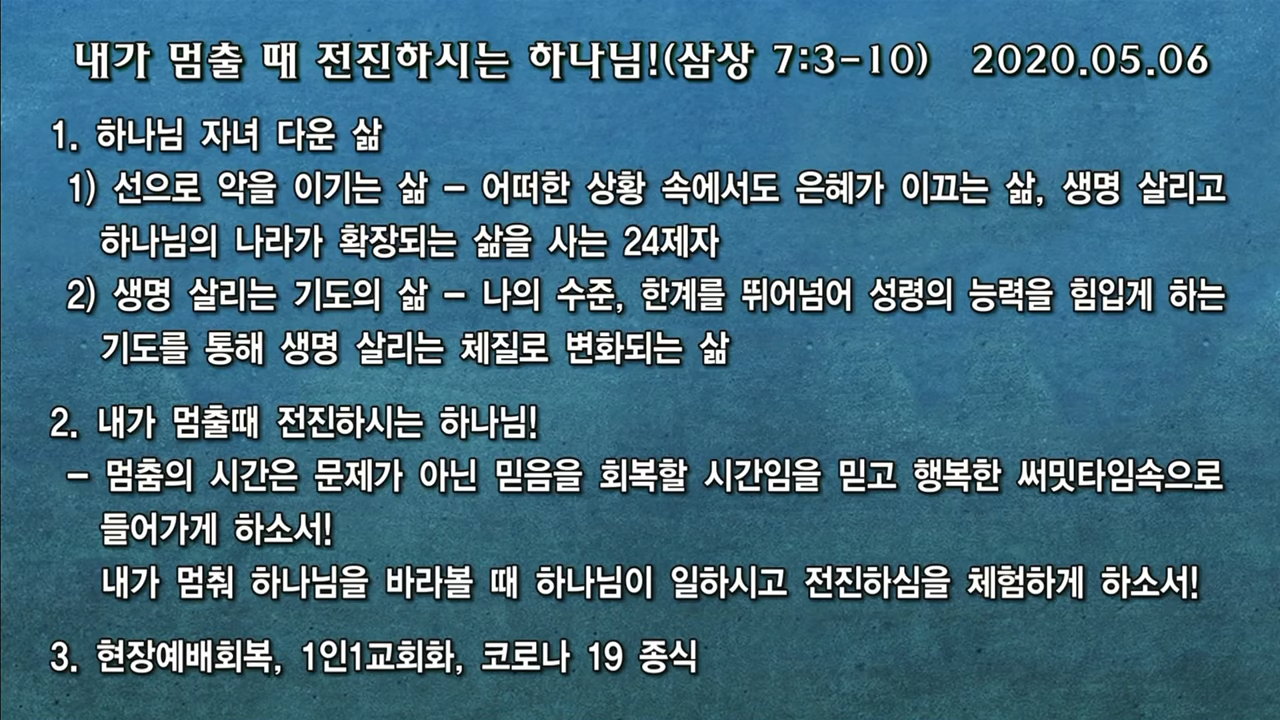 내가 멈출 때 전진하시는 하나님!(삼상 7:3-10) 2020.05.06
1. 하나님 자녀 다운 삶
1) 선으로 악을 이기는 삶 - 어떠한 상황 속에서도 은혜가 이끄는 삶, 생명 살리고
하나님의 나라가 확장되는 삶을 사는 24제자
2) 생명 살리는 기도의 삶 - 나의 수준, 한계를 뛰어넘어 성령의 능력을 힘입게 하는
기도를 통해 생명 살리는 체질로 변화되는 삶
2. 내가 멈출때 전진하시는 하나님!
- 멈춤의 시간은 문제가 아닌 믿음을 회복할 시간임을 믿고 행복한 써밋타임속으로
들어가게 하소서!
내가 멈춰 하나님을 바라볼 때 하나님이 일하시고 전진하심을 체험하게 하소서!
3. 현장예배회복, 1인1교회화, 코로나 19 종식